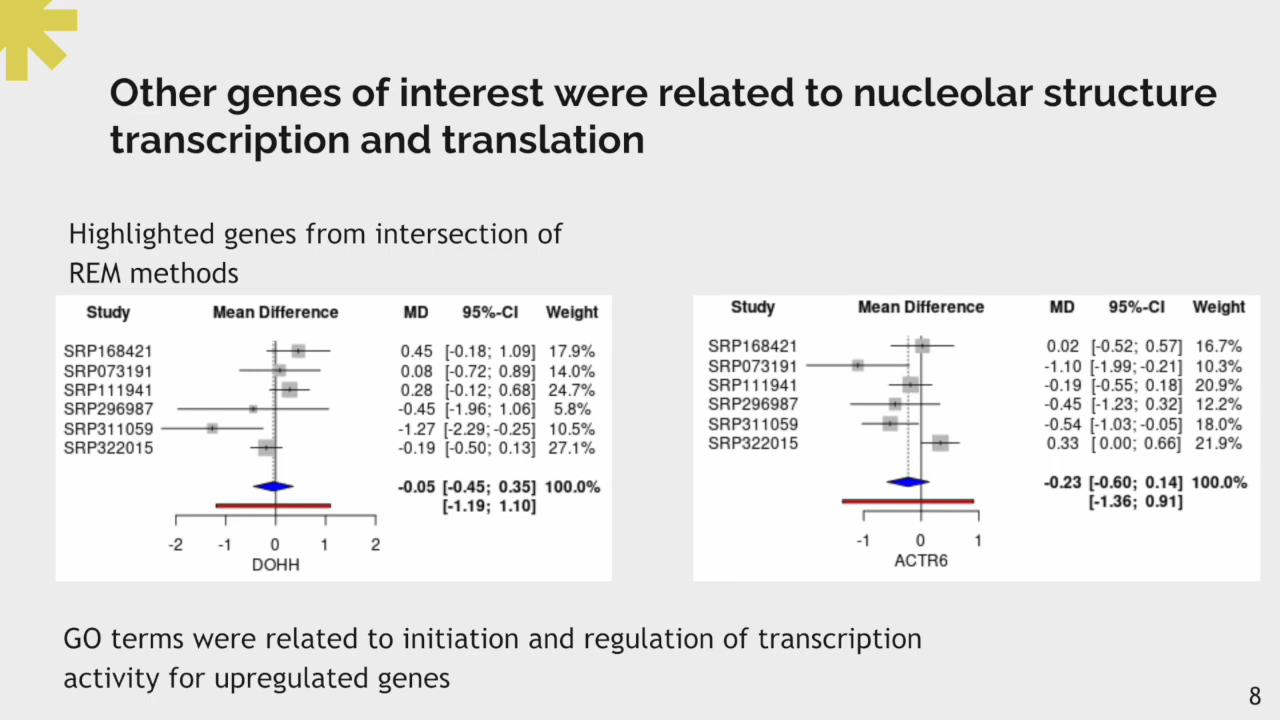 Other genes of interest were related to nucleolar structure
transcription and translation
Highlighted genes from intersection of
REM methods
Study Mean Difference MD 95%-CI Weight
SRP168421 0.45 [-0.18; 1.09] 17.9%
SRP073191 0.08 [-0.72; 0.89] 14.0%
SRP111941 0.28 [-0.12; 0.68] 24.7%
SRP296987 -0.45 [-1.96; 1.06] 5.8%
SRP311059 -1.27 [-2.29; -0.25] 10.5%
SRP322015 -0.19 [-0.50; 0.13] 27.1%
-0.05 [-0.45; 0.35] 100.0%
[-1.19; 1.10]
-2 -1 0 1 2
DOHH
Study Mean Difference MD 95%-CI Weight
SRP168421 0.02 [-0.52; 0.57] 16.7%
SRP073191 -1.10 [-1.99; -0.21] 10.3%
SRP111941 -0.19 [-0.55; 0.18] 20.9%
SRP296987 -0.45 [-1.23; 0.32] 12.2%
SRP311059 -0.54 [-1.03; -0.05] 18.0%
SRP322015 0.33 [ 0.00; 0.66] 21.9%
-0.23 [-0.60; 0.14] 100.0%
[-1.36; 0.91]
-1 0 1
ACTR6
GO terms were related to initiation and regulation of transcription
activity for upregulated genes
8